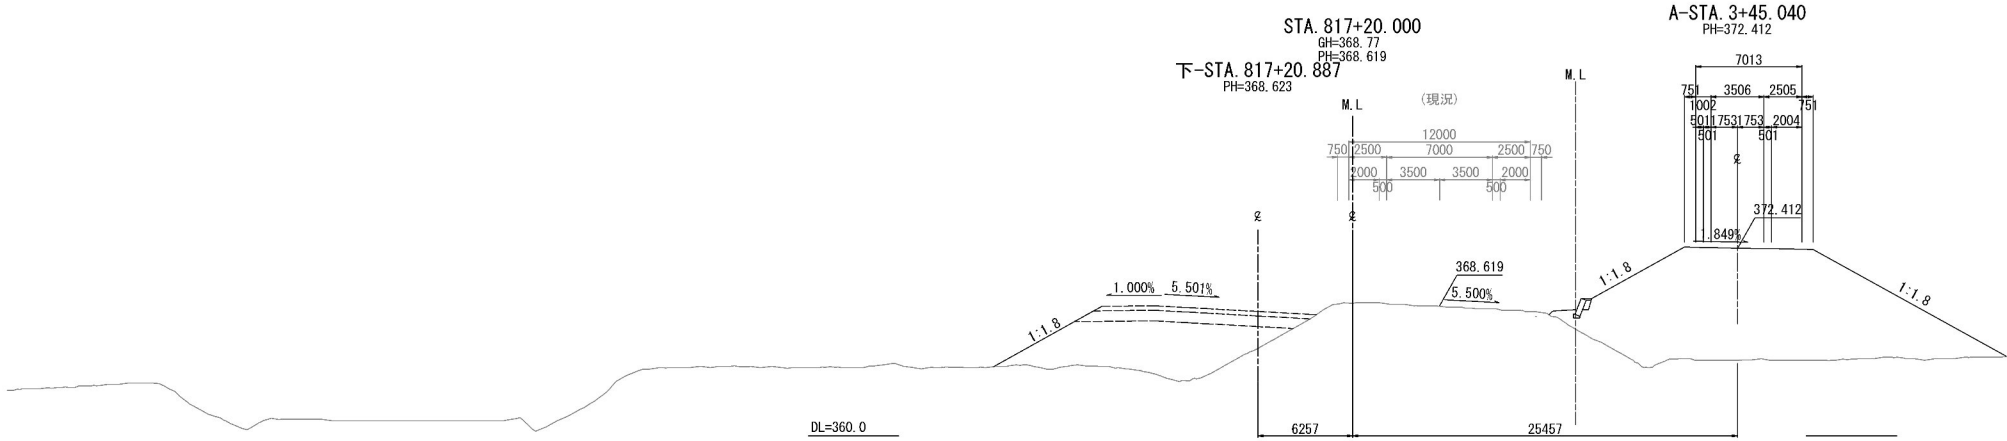 STA. 817+20.000
GH=368.77
PH=368.619
下-STA. 817+20.887
PH=368.623
A-STA. 3+45.040
PH=372.412
M.L
(現況)
12000
750 2500 7000 2500 750
2000 3500 3500 2000
500 500
M.L
7013
751 3506 2505
1002 751
501 1753 1753 2004
501 501
372.412
1.849%
1:1.8
1:1.8
368.619
5.500%
1.000% 5.501%
1:1.8
DL=360.0
6257
25457